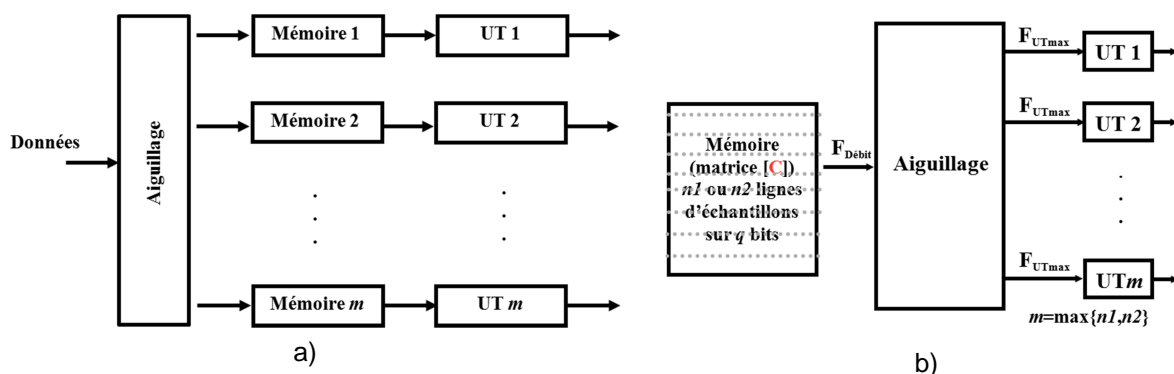 Données
Aiguillage
Mémoire 1
UT 1
Mémoire 2
UT 2
.
.
.
.
.
.
Mémoire m
UT m
a)
Mémoire
(matrice [C])
n1 ou n2 lignes
d'échantillons
sur q bits
FDébit
Aiguillage
FUTmax
UT 1
FUTmax
UT 2
.
.
.
FUTmax
UTm
m=max{n1,n2}
b)